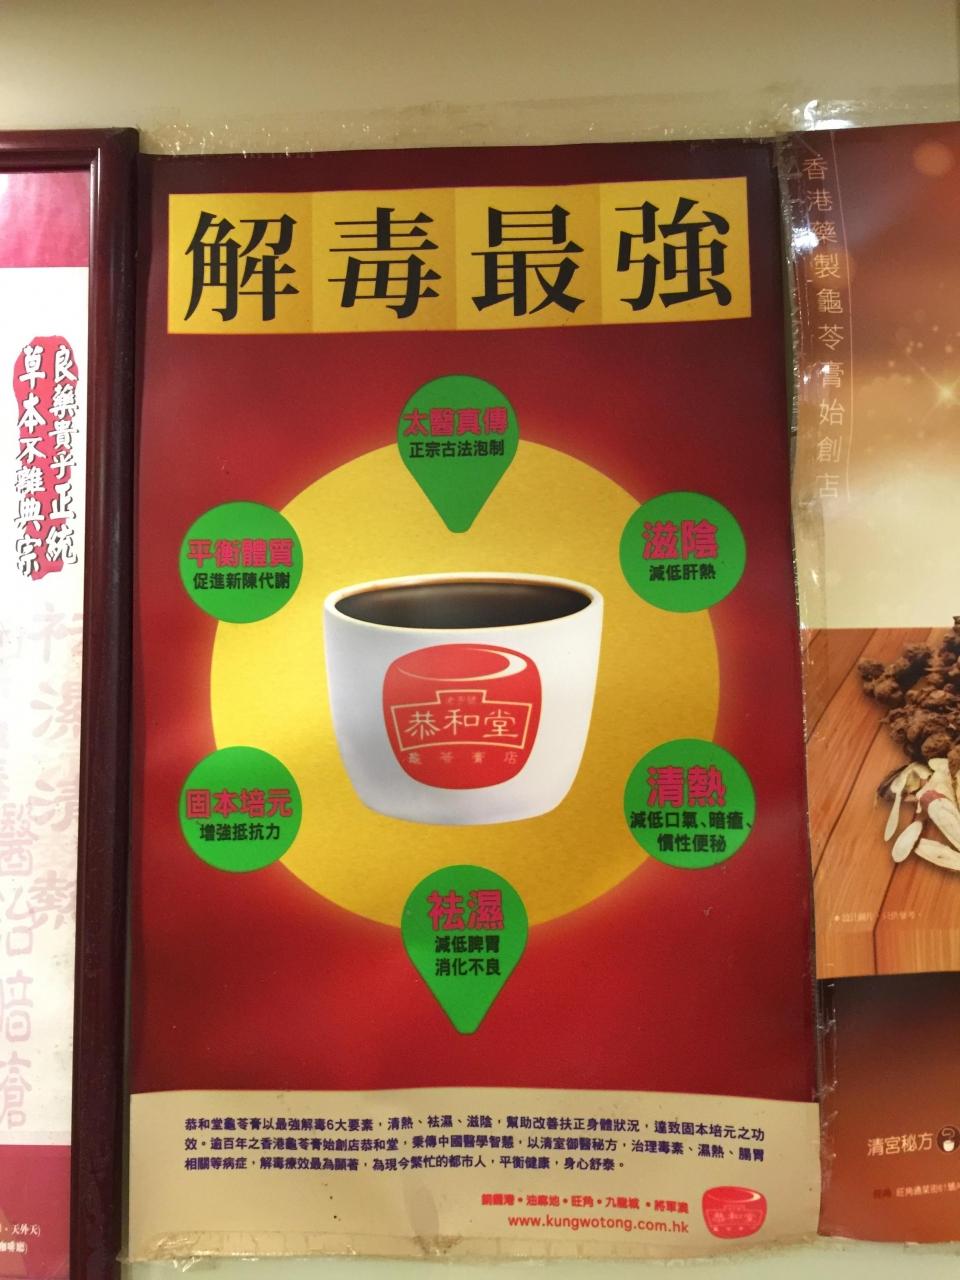 解毒最強
太醫真傳
正宗古法泡制
平衡體質
促進新陳代謝
滋陰
減低肝熱
恭和堂
龜苓膏店
固本培元
增強抵抗力
清熱
減低口氣、暗瘡、
慣性便秘
祛濕
減低脾胃
消化不良
恭和堂龜苓膏以最強解毒6大要素，清熱、祛濕、滋陰，幫助改善扶正身體狀況，達致固本培元之功
效。逾百年之香港龜苓膏始創店恭和堂，秉傳中國醫學智慧，以清室御醫秘方，治理毒素、濕熱、腸胃
相關等病症，解毒療效最為顯著，為現今繁忙的都市人，平衡健康，身心舒泰。
銅鑼灣•油麻地•旺角•九龍城•將軍澳
www.kungwotong.com.hk
良藥貴乎正統
草本不離典宗
祛濕清熱
醫治暗瘡
香港藥製龜苓膏始創店
清宮秘方